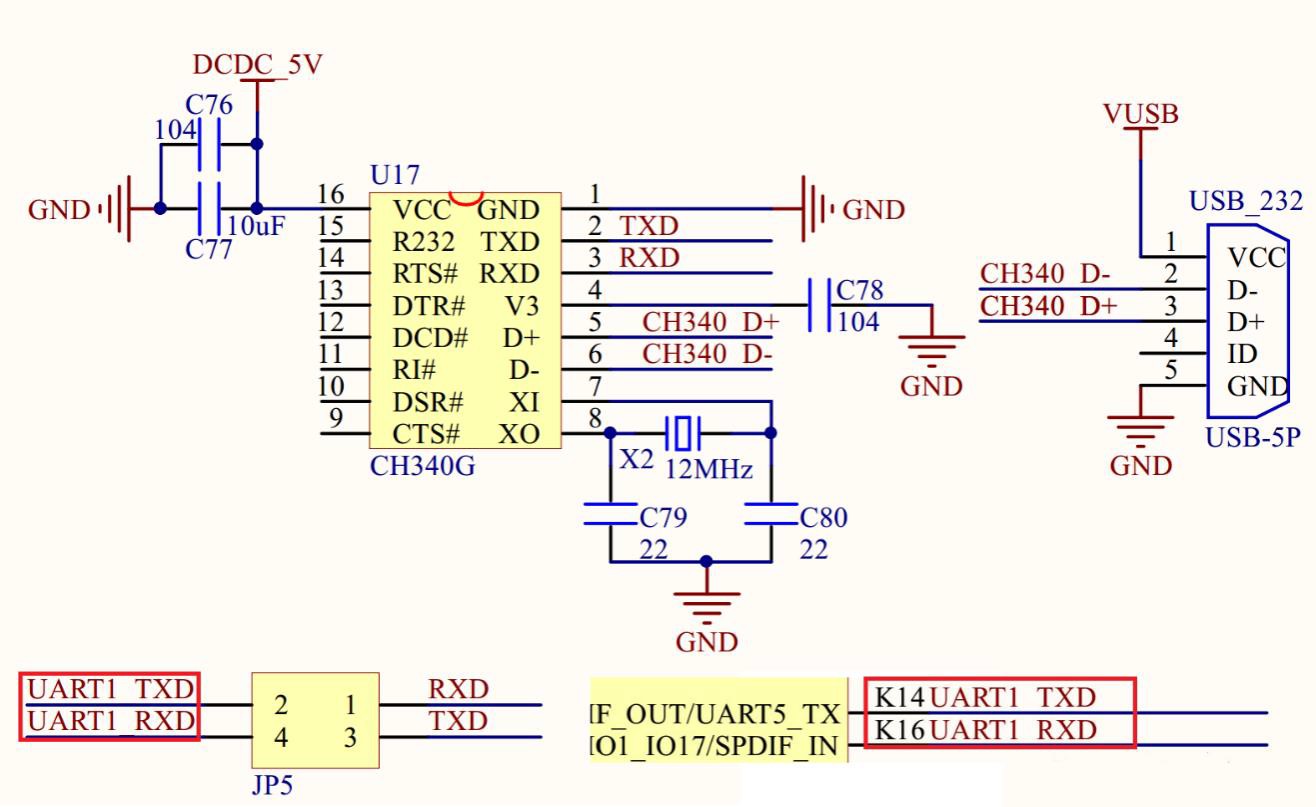 DCDC_5V
C76
104
GND
10uF
C77
U17
16 VCC GND 1 GND
15 R232 TXD 2 TXD
14 RTS# RXD 3 RXD
13 DTR# V3 4
12 DCD# D+ 5 CH340_D+
11 RI# D- 6 CH340_D-
10 DSR# XI 7
9 CTS# XO 8
CH340G
C78
104
GND
X2 12MHz
C79
22
C80
22
GND
VUSB
USB_232
1 VCC
CH340_D- 2 D-
CH340_D+ 3 D+
4 ID
5 GND
USB-5P
GND
UART1_TXD 2 1 RXD
UART1_RXD 4 3 TXD
JP5
IF_OUT/UART5_TX K14 UART1_TXD
IO1_IO17/SPDIF_IN K16 UART1_RXD